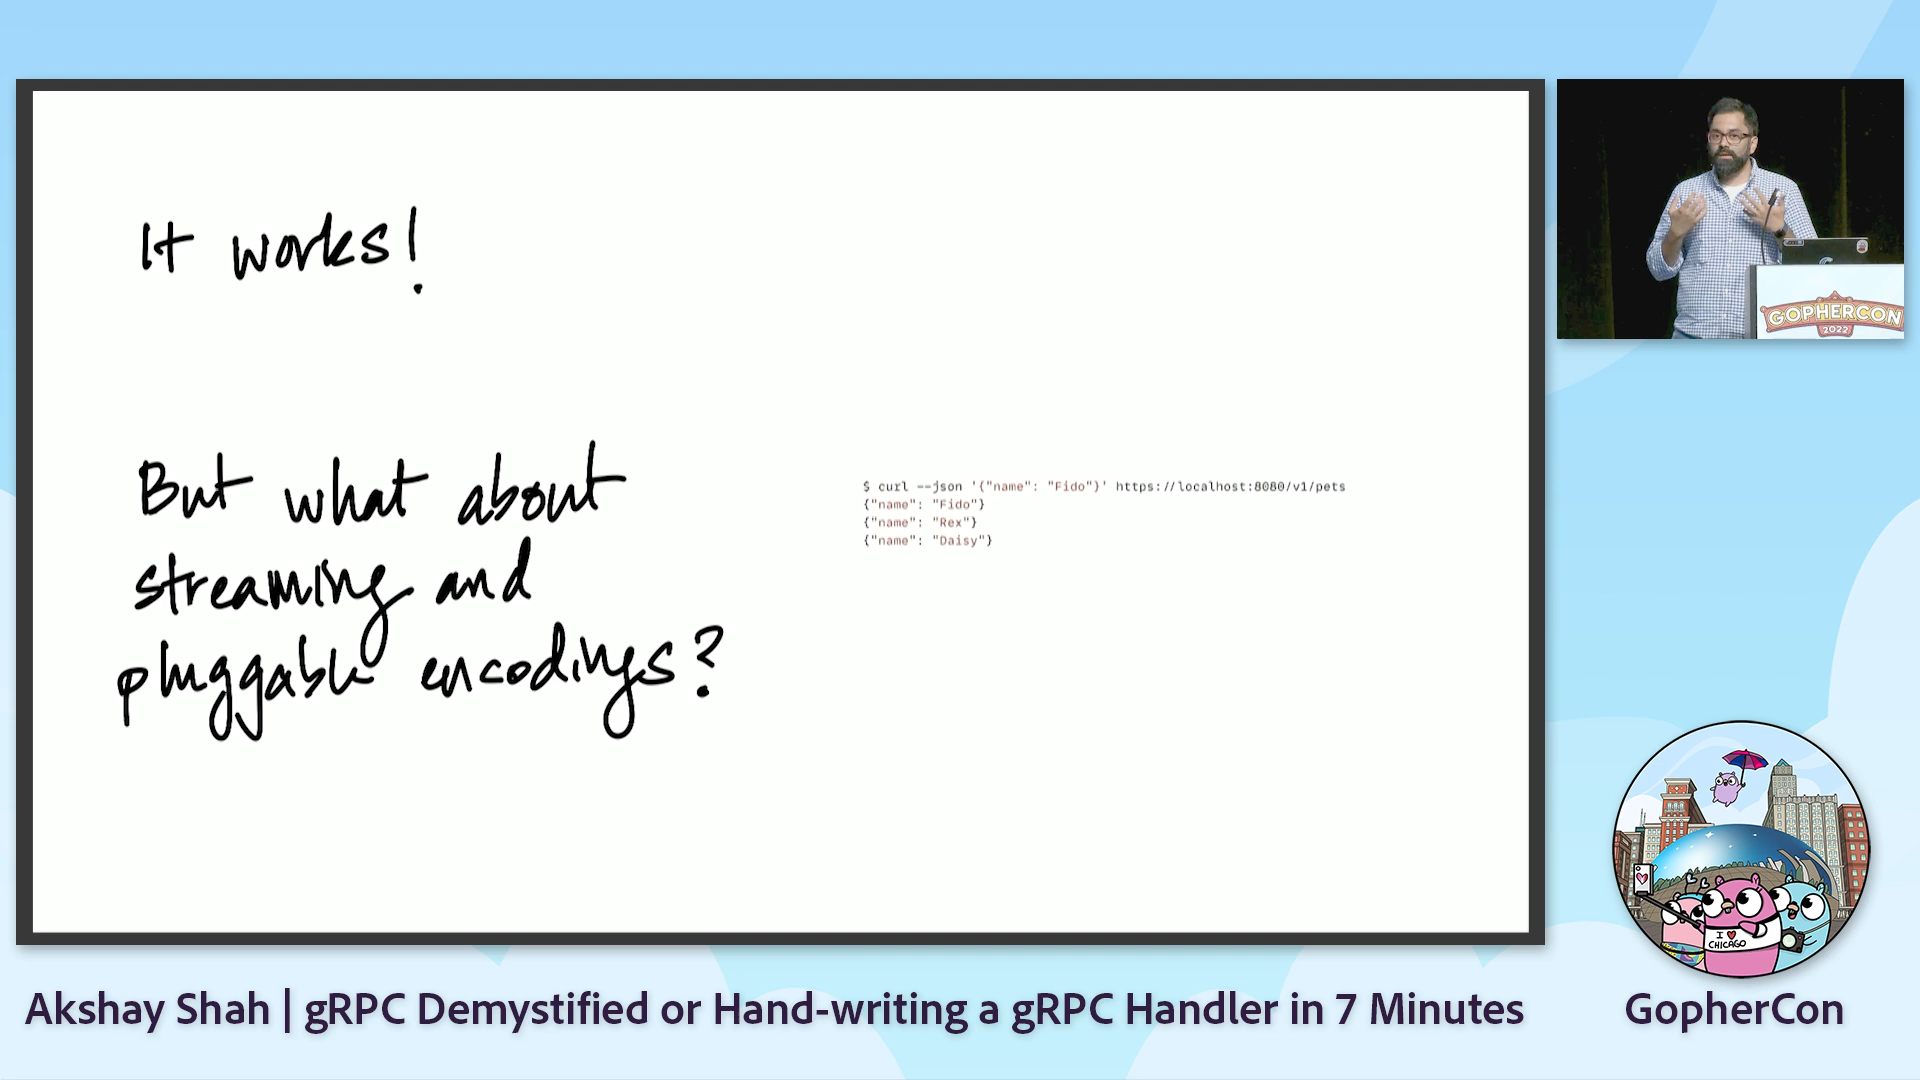 It works!
But what about
streaming and
pluggable encodings?
$ curl --json '{"name": "Fido"}' https://localhost:8080/v1/pets
{"name": "Fido"}
{"name": "Rex"}
{"name": "Daisy"}
GOPHERCON
2022
I
CHICAGO
Akshay Shah | gRPC Demystified or Hand-writing a gRPC Handler in 7 Minutes
GopherCon